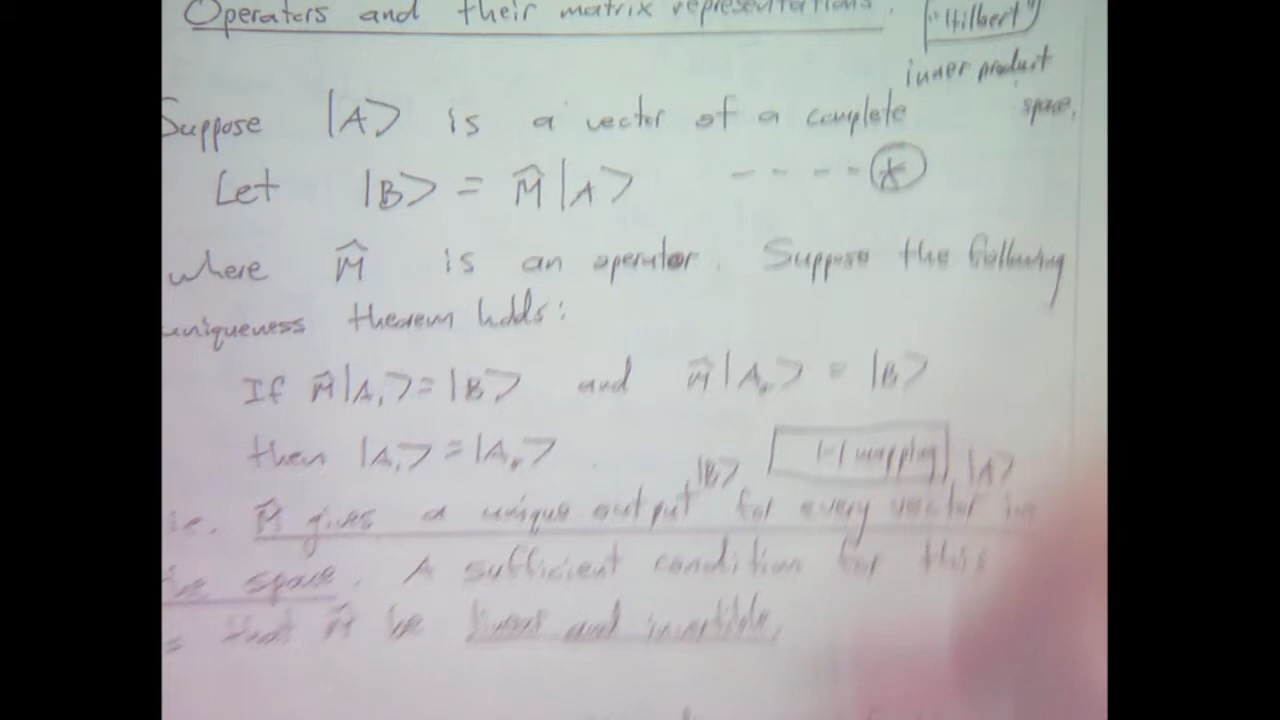 Operators and their matrix representations.
"Hilbert"
inner product
space.
Suppose |A> is a vector of a complete
Let |B> = M̂|A> - - - - *
where M̂ is an operator. Suppose the following
uniqueness theorem holds:
If M̂|A₁> = |B> and M̂|A₂> = |B>
then |A₁> = |A₂>.
|B> 1-1 mapping |A>
i.e. M̂ gives a unique output for every vector in
the space. A sufficient condition for this
is that M̂ be linear and invertible.